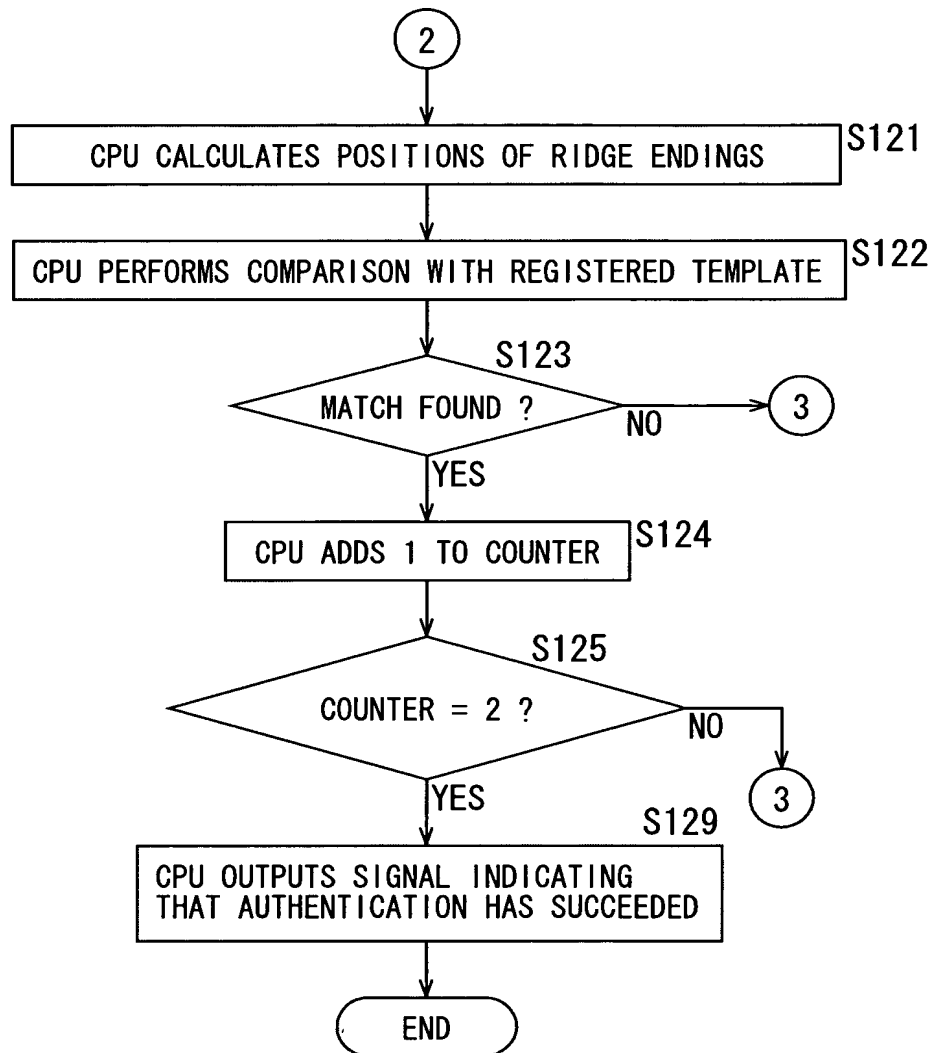 2
CPU CALCULATES POSITIONS OF RIDGE ENDINGS
S121
CPU PERFORMS COMPARISON WITH REGISTERED TEMPLATE
S122
S123
MATCH FOUND ?
NO
3
YES
CPU ADDS 1 TO COUNTER
S124
S125
COUNTER = 2 ?
NO
3
YES
S129
CPU OUTPUTS SIGNAL INDICATING
THAT AUTHENTICATION HAS SUCCEEDED
END